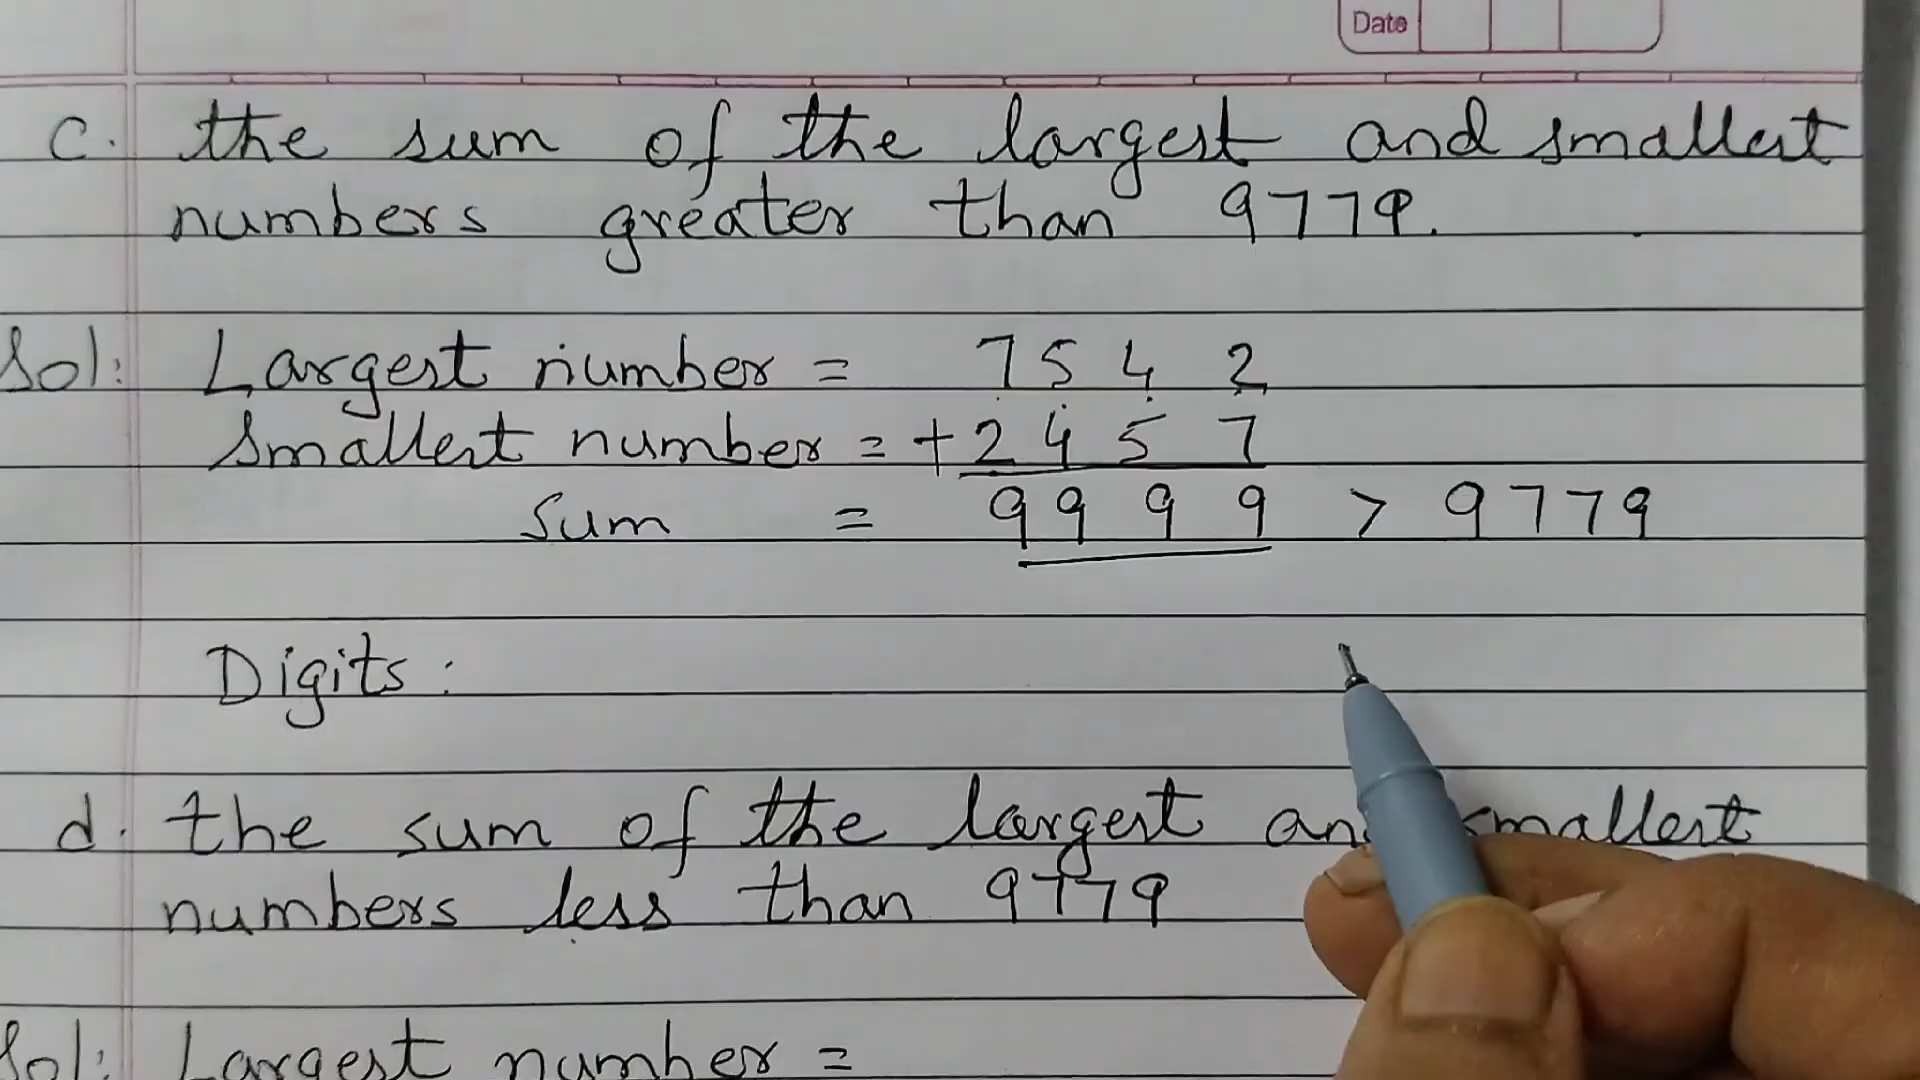 Date
c. the sum of the largest and smallest
numbers greater than 9779.
Sol: Largest number = 7 5 4 2
Smallest number = + 2 4 5 7
Sum = 9 9 9 9 > 9 7 7 9
Digits :
d. the sum of the largest and smallest
numbers less than 9779
Sol: Largest number =